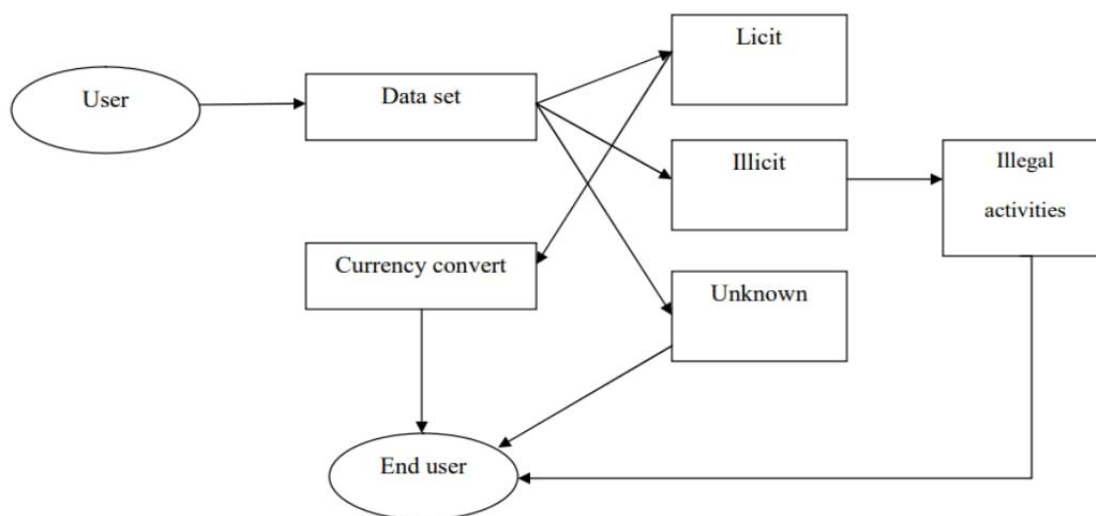 Licit
User
Data set
Illicit
Illegal
activities
Currency convert
Unknown
End user